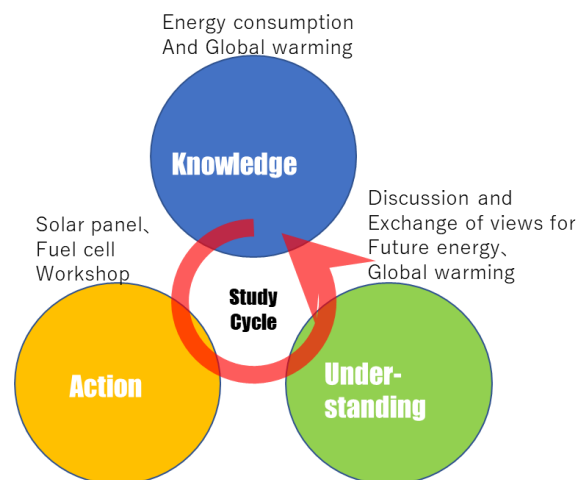 Energy consumption
And Global warming
Knowledge
Discussion and
Exchange of views for
Future energy、
Global warming
Solar panel、
Fuel cell
Workshop
Study
Cycle
Action
Under-
standing